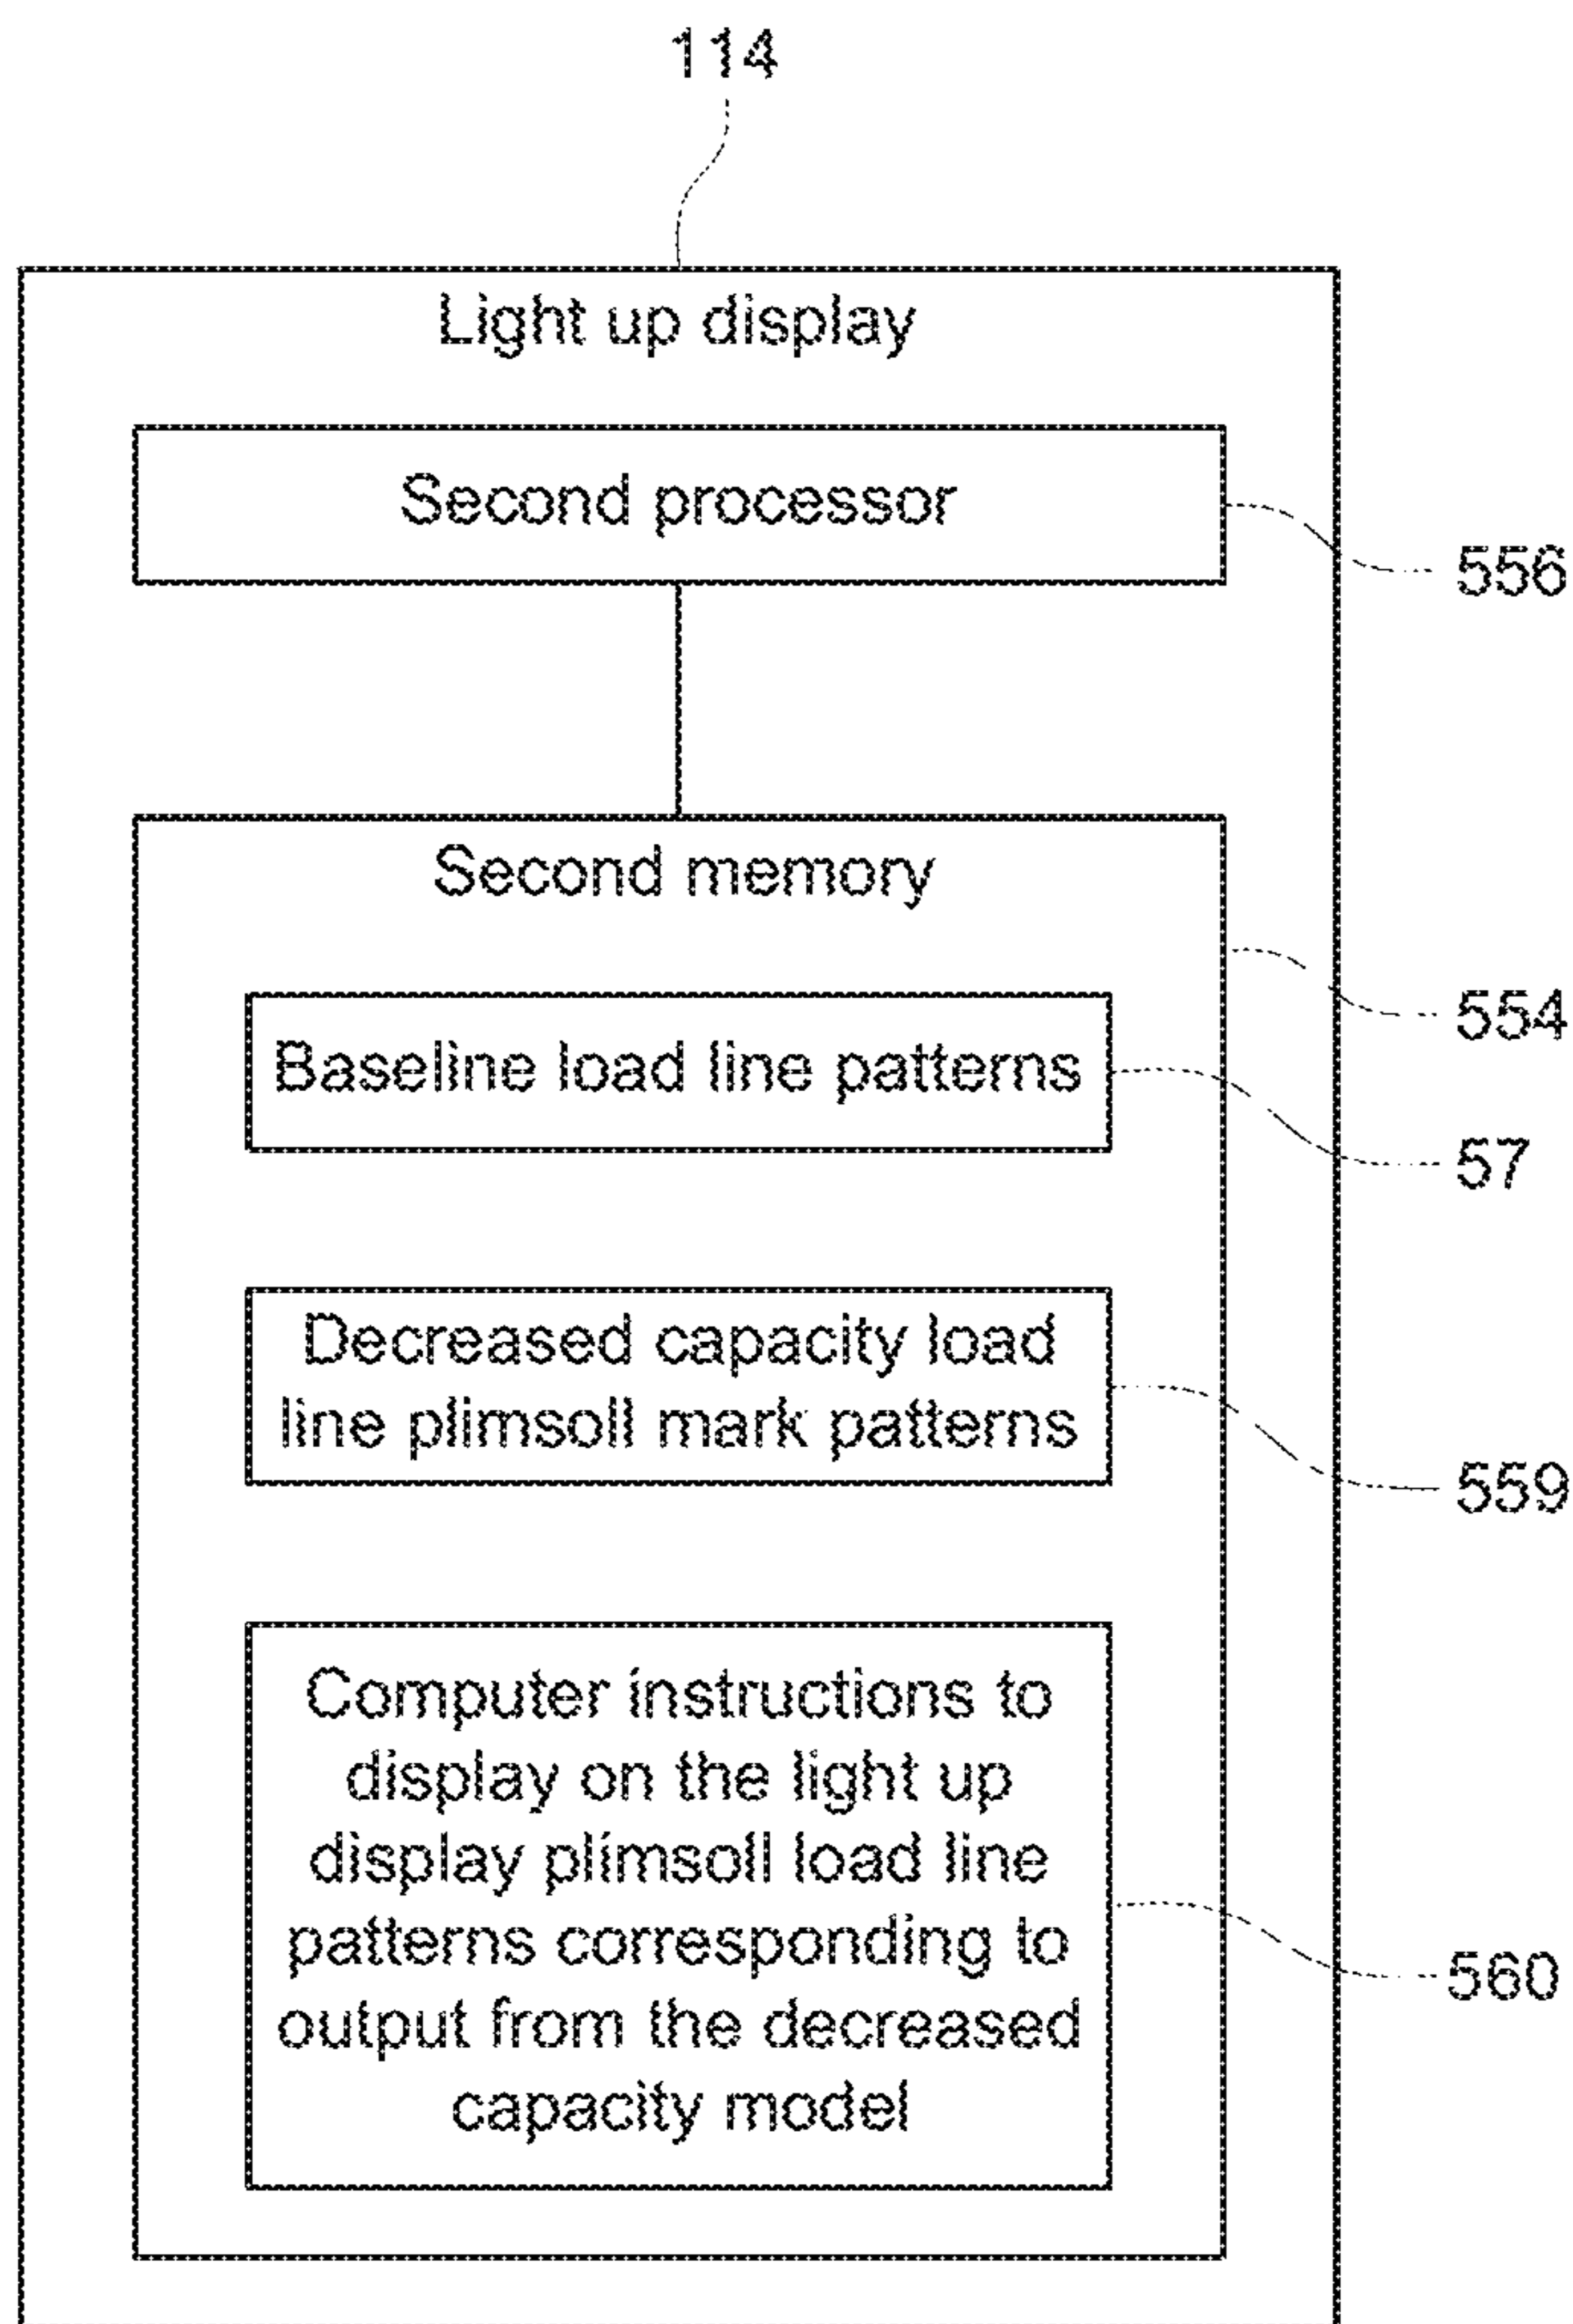 114
Light up display
Second processor
556
Second memory
554
Baseline load line patterns
57
Decreased capacity load
line plimsoll mark patterns
559
Computer instructions to
display on the light up
display plimsoll load line
patterns corresponding to
output from the decreased
capacity model
560